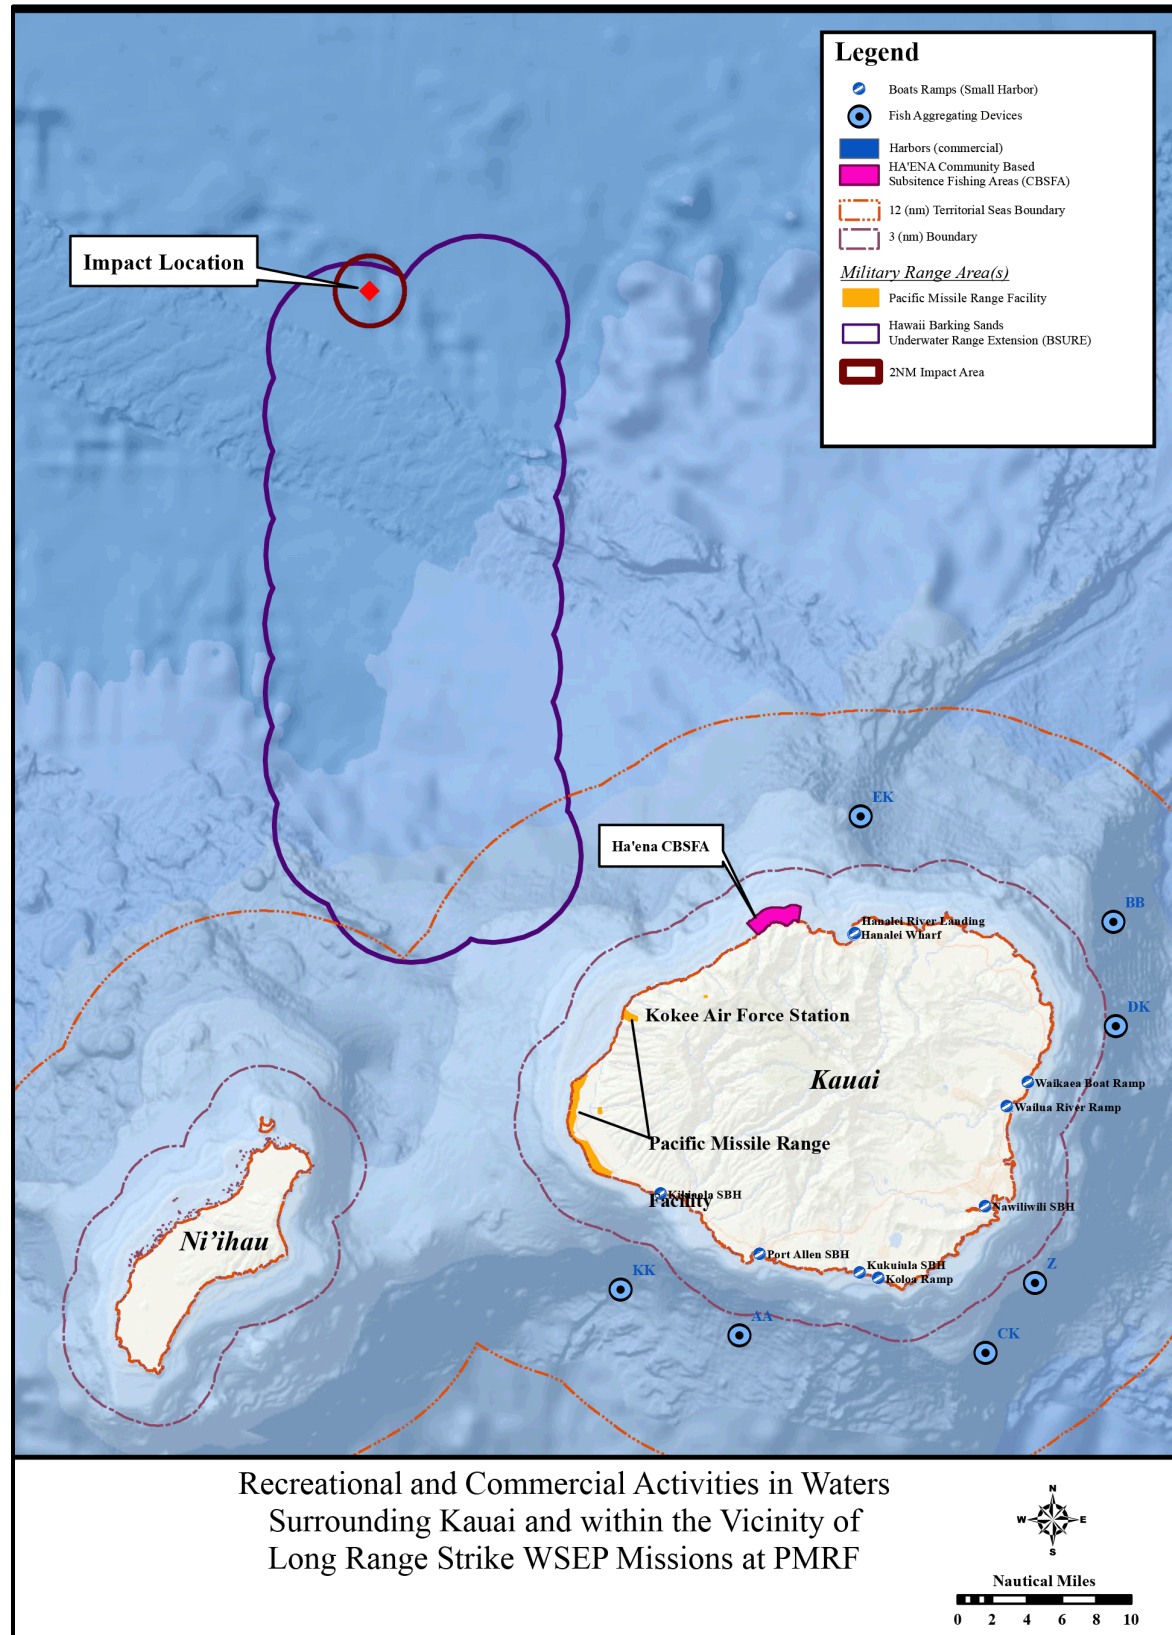 Legend
Boats Ramps (Small Harbor)
Fish Aggregating Devices
Harbors (commercial)
HA'ENA Community Based
Subsitence Fishing Areas (CBSFA)
12 (nm) Territorial Seas Boundary
3 (nm) Boundary
Military Range Area(s)
Pacific Missile Range Facility
Hawaii Barking Sands
Underwater Range Extension (BSURE)
2NM Impact Area
Impact Location
EK
Ha'ena CBSFA
BB
Hanalei River Landing
Hanalei Wharf
Kokee Air Force Station
DK
Kauai
Waikaea Boat Ramp
Wailua River Ramp
Pacific Missile Range
Facility
Kikiaola SBH
Nawiliwili SBH
Ni’ihau
Port Allen SBH
Kukuiula SBH
Koloa Ramp
KK
Z
AA
CK
Recreational and Commercial Activities in Waters
Surrounding Kauai and within the Vicinity of
Long Range Strike WSEP Missions at PMRF
N
W E
S
Nautical Miles
0 2 4 6 8 10